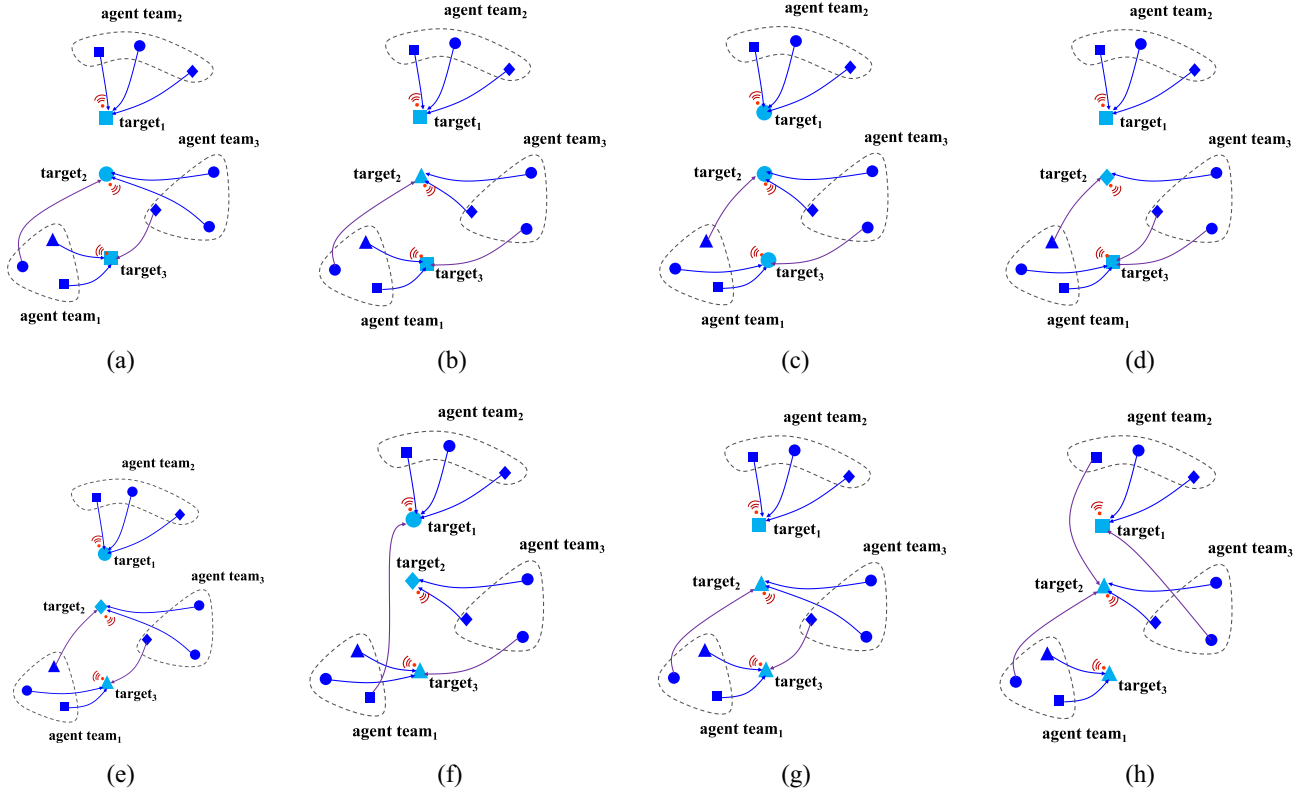 agent team₂
target₁
agent team₃
target₂
target₃
agent team₁
(a)
agent team₂
target₁
agent team₃
target₂
target₃
agent team₁
(b)
agent team₂
target₁
agent team₃
target₂
target₃
agent team₁
(c)
agent team₂
target₁
agent team₃
target₂
target₃
agent team₁
(d)
agent team₂
target₁
agent team₃
target₂
target₃
agent team₁
(e)
agent team₂
target₁
agent team₃
target₂
target₃
agent team₁
(f)
agent team₂
target₁
agent team₃
target₂
target₃
agent team₁
(g)
agent team₂
target₁
agent team₃
target₂
target₃
agent team₁
(h)